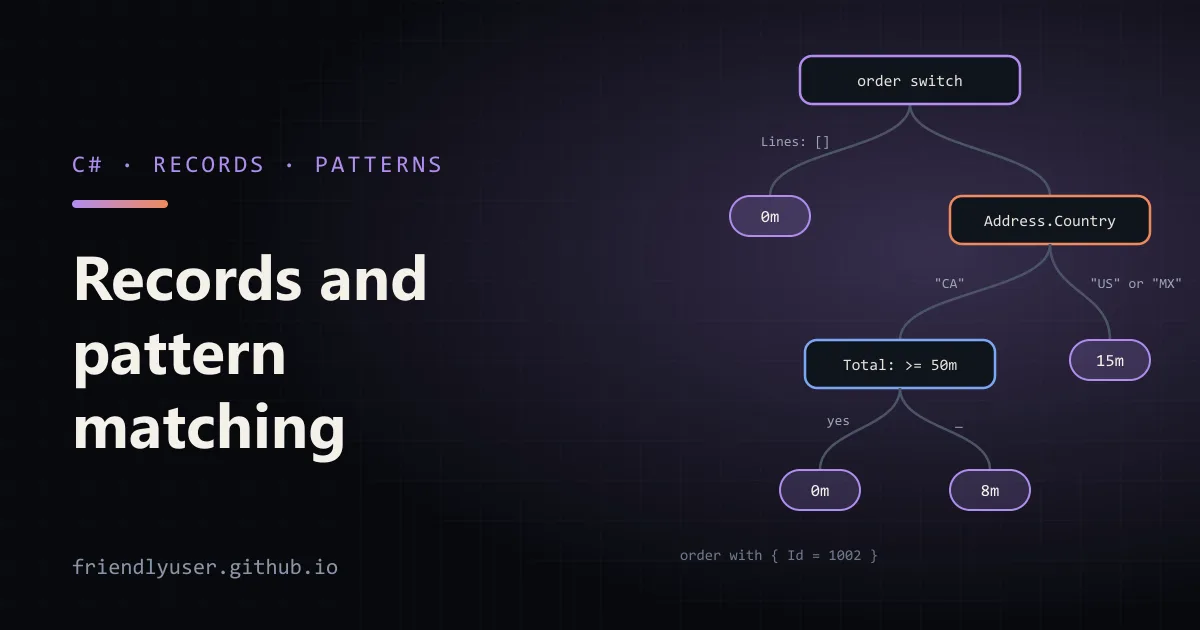 C# · RECORDS · PATTERNS
Records and
pattern
matching
friendlyuser.github.io
order switch
Lines: []
0m
Address.Country
"CA"
"US" or "MX"
Total: >= 50m
15m
yes
_
0m
8m
order with { Id = 1002 }